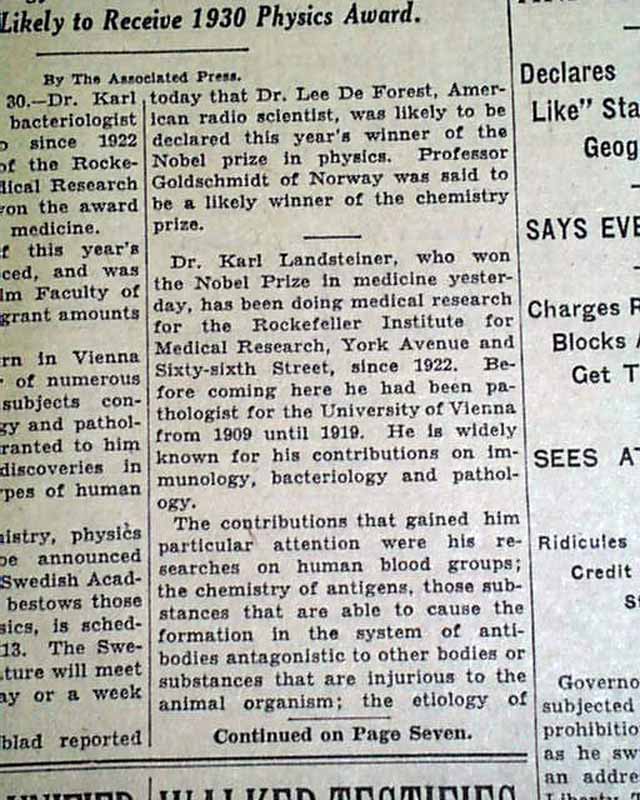 Likely to Receive 1930 Physics Award.
By The Associated Press.
30.—Dr. Karl
bacteriologist
since 1922
of the Rocke-
dical Research
won the award
medicine.
of this year's
ced, and was
lm Faculty of
grant amounts
rn in Vienna
of numerous
subjects con-
gy and pathol-
ranted to him
discoveries in
pes of human
istry, physics
be announced
Swedish Acad-
bestows those
sics, is sched-
13. The Swe-
ture will meet
ay or a week
blad reported
today that Dr. Lee De Forest, Amer-
ican radio scientist, was likely to be
declared this year's winner of the
Nobel prize in physics. Professor
Goldschmidt of Norway was said to
be a likely winner of the chemistry
prize.
Dr. Karl Landsteiner, who won
the Nobel Prize in medicine yester-
day, has been doing medical research
for the Rockefeller Institute for
Medical Research, York Avenue and
Sixty-sixth Street, since 1922. Be-
fore coming here he had been pa-
thologist for the University of Vienna
from 1909 until 1919. He is widely
known for his contributions on im-
munology, bacteriology and pathol-
ogy.
The contributions that gained him
particular attention were his re-
searches on human blood groups;
the chemistry of antigens, those sub-
stances that are able to cause the
formation in the system of anti-
bodies antagonistic to other bodies or
substances that are injurious to the
animal organism; the etiology of
Continued on Page Seven.
WALKER TESTIFIES
Declares
Like" Sta
Geog
SAYS EVE
Charges R
Blocks
Get T
SEES AT
Ridicules
Credit
St
Governo
subjected
prohibitio
as he sw
an addre
Liberty